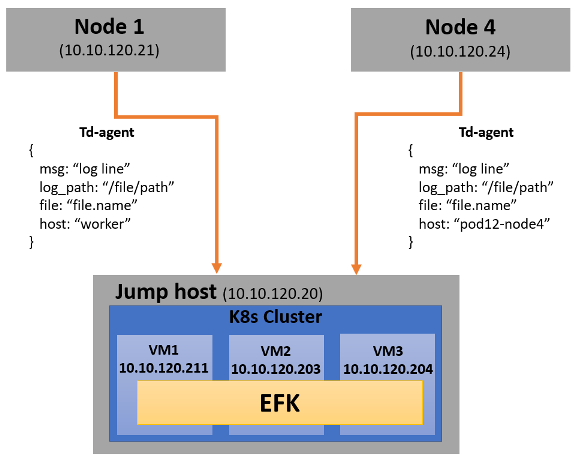 Node 1
(10.10.120.21)
Node 4
(10.10.120.24)
Td-agent
{
msg: “log line”
log_path: “/file/path”
file: “file.name”
host: “worker”
}
Td-agent
{
msg: “log line”
log_path: “/file/path”
file: “file.name”
host: “pod12-node4”
}
Jump host (10.10.120.20)
K8s Cluster
VM1
10.10.120.211
VM2
10.10.120.203
VM3
10.10.120.204
EFK